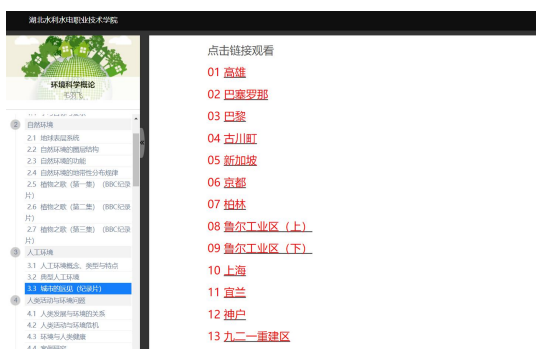 湖北水利水电职业技术学院
环境科学概论
2 自然环境
2.1 地球表层系统
2.2 自然环境的圈层结构
2.3 自然环境的功能
2.4 自然环境的地带性分布规律
2.5 植物之歌（第一集）（BBC纪录
片）
2.6 植物之歌（第二集）（BBC纪录
片）
2.7 植物之歌（第三集）（BBC纪录
片）
3 人工环境
3.1 人工环境概念、类型与特点
3.2 典型人工环境
3.3 城市的远见（纪录片）
4 人类活动与环境问题
4.1 人类发展与环境的关系
4.2 人类活动与环境危机
4.3 环境与人类健康
点击链接观看
01 高雄
02 巴塞罗那
03 巴黎
04 古川町
05 新加坡
06 京都
07 柏林
08 鲁尔工业区（上）
09 鲁尔工业区（下）
10 上海
11 宜兰
12 神户
13 九二一重建区